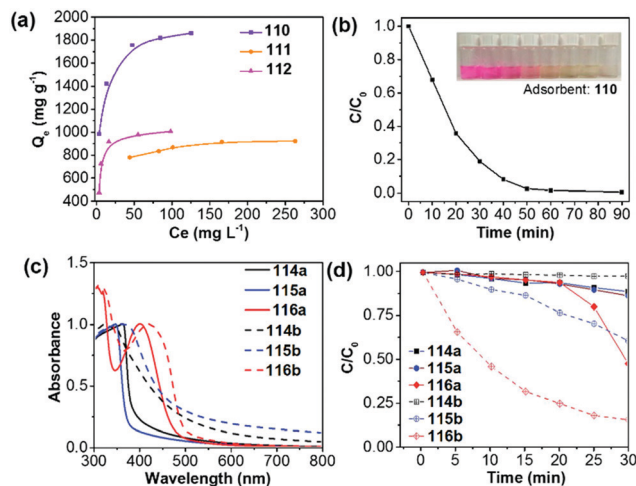 (a)
2000
1800
1600
1400
1200
1000
800
600
400
Qe (mg g⁻¹)
110
111
112
0 50 100 150 200 250 300
Ce (mg L⁻¹)
(b)
1.0
0.8
0.6
0.4
0.2
0.0
C/C₀
Adsorbent: 110
0 10 20 30 40 50 60 70 80 90
Time (min)
(c)
1.5
1.0
0.5
0.0
Absorbance
114a
115a
116a
114b
115b
116b
300 400 500 600 700 800
Wavelength (nm)
(d)
1.00
0.75
0.50
0.25
0.00
C/C₀
114a
115a
116a
114b
115b
116b
0 5 10 15 20 25 30
Time (min)